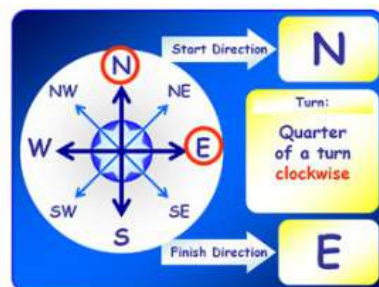 N
NW
NE
W
E
SW
SE
S
Start Direction
N
Turn:
Quarter
of a turn
clockwise
Finish Direction
E